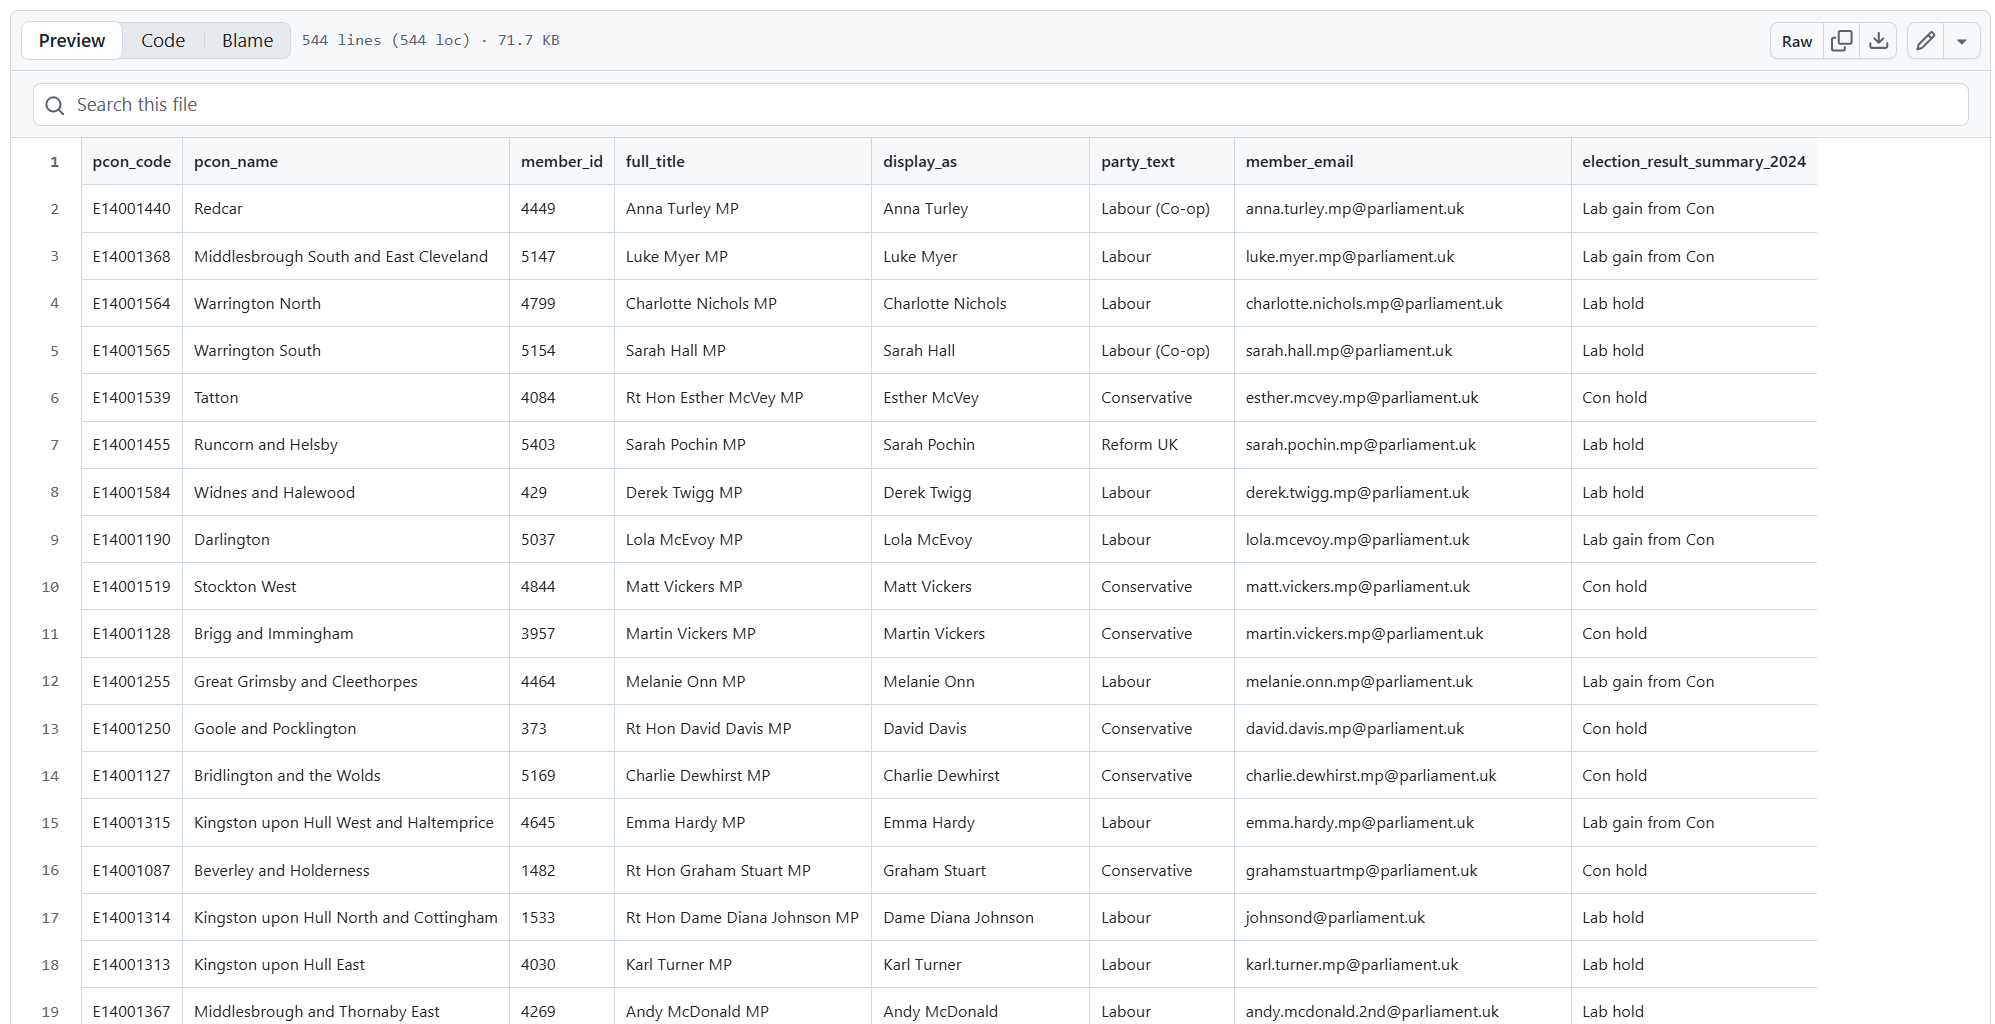 Preview Code Blame 544 lines (544 loc) · 71.7 KB Raw
Search this file
1 pcon_code pcon_name member_id full_title display_as party_text member_email election_result_summary_2024
2 E14001440 Redcar 4449 Anna Turley MP Anna Turley Labour (Co-op) anna.turley.mp@parliament.uk Lab gain from Con
3 E14001368 Middlesbrough South and East Cleveland 5147 Luke Myer MP Luke Myer Labour luke.myer.mp@parliament.uk Lab gain from Con
4 E14001564 Warrington North 4799 Charlotte Nichols MP Charlotte Nichols Labour charlotte.nichols.mp@parliament.uk Lab hold
5 E14001565 Warrington South 5154 Sarah Hall MP Sarah Hall Labour (Co-op) sarah.hall.mp@parliament.uk Lab hold
6 E14001539 Tatton 4084 Rt Hon Esther McVey MP Esther McVey Conservative esther.mcvey.mp@parliament.uk Con hold
7 E14001455 Runcorn and Helsby 5403 Sarah Pochin MP Sarah Pochin Reform UK sarah.pochin.mp@parliament.uk Lab hold
8 E14001584 Widnes and Halewood 429 Derek Twigg MP Derek Twigg Labour derek.twigg.mp@parliament.uk Lab hold
9 E14001190 Darlington 5037 Lola McEvoy MP Lola McEvoy Labour lola.mcevoy.mp@parliament.uk Lab gain from Con
10 E14001519 Stockton West 4844 Matt Vickers MP Matt Vickers Conservative matt.vickers.mp@parliament.uk Con hold
11 E14001128 Brigg and Immingham 3957 Martin Vickers MP Martin Vickers Conservative martin.vickers.mp@parliament.uk Con hold
12 E14001255 Great Grimsby and Cleethorpes 4464 Melanie Onn MP Melanie Onn Labour melanie.onn.mp@parliament.uk Lab gain from Con
13 E14001250 Goole and Pocklington 373 Rt Hon David Davis MP David Davis Conservative david.davis.mp@parliament.uk Con hold
14 E14001127 Bridlington and the Wolds 5169 Charlie Dewhirst MP Charlie Dewhirst Conservative charlie.dewhirst.mp@parliament.uk Con hold
15 E14001315 Kingston upon Hull West and Haltemprice 4645 Emma Hardy MP Emma Hardy Labour emma.hardy.mp@parliament.uk Lab gain from Con
16 E14001087 Beverley and Holderness 1482 Rt Hon Graham Stuart MP Graham Stuart Conservative grahamstuartmp@parliament.uk Con hold
17 E14001314 Kingston upon Hull North and Cottingham 1533 Rt Hon Dame Diana Johnson MP Dame Diana Johnson Labour johnsond@parliament.uk Lab hold
18 E14001313 Kingston upon Hull East 4030 Karl Turner MP Karl Turner Labour karl.turner.mp@parliament.uk Lab hold
19 E14001367 Middlesbrough and Thornaby East 4269 Andy McDonald MP Andy McDonald Labour andy.mcdonald.2nd@parliament.uk Lab hold